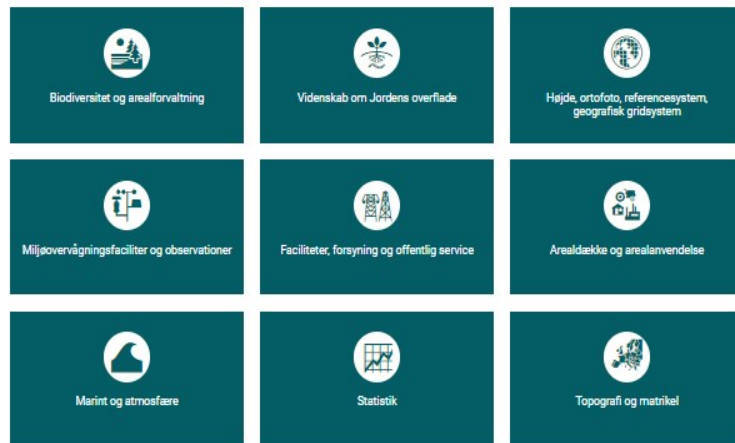 Biodiversitet og arealforvaltning
Videnskab om Jordens overflade
Højde, ortofoto, referencesystem,
geografisk gridsystem
Miljøovervågningsfaciliter og observationer
Faciliteter, forsyning og offentlig service
Arealdække og arealanvendelse
Marint og atmosfære
Statistik
Topografi og matrikel